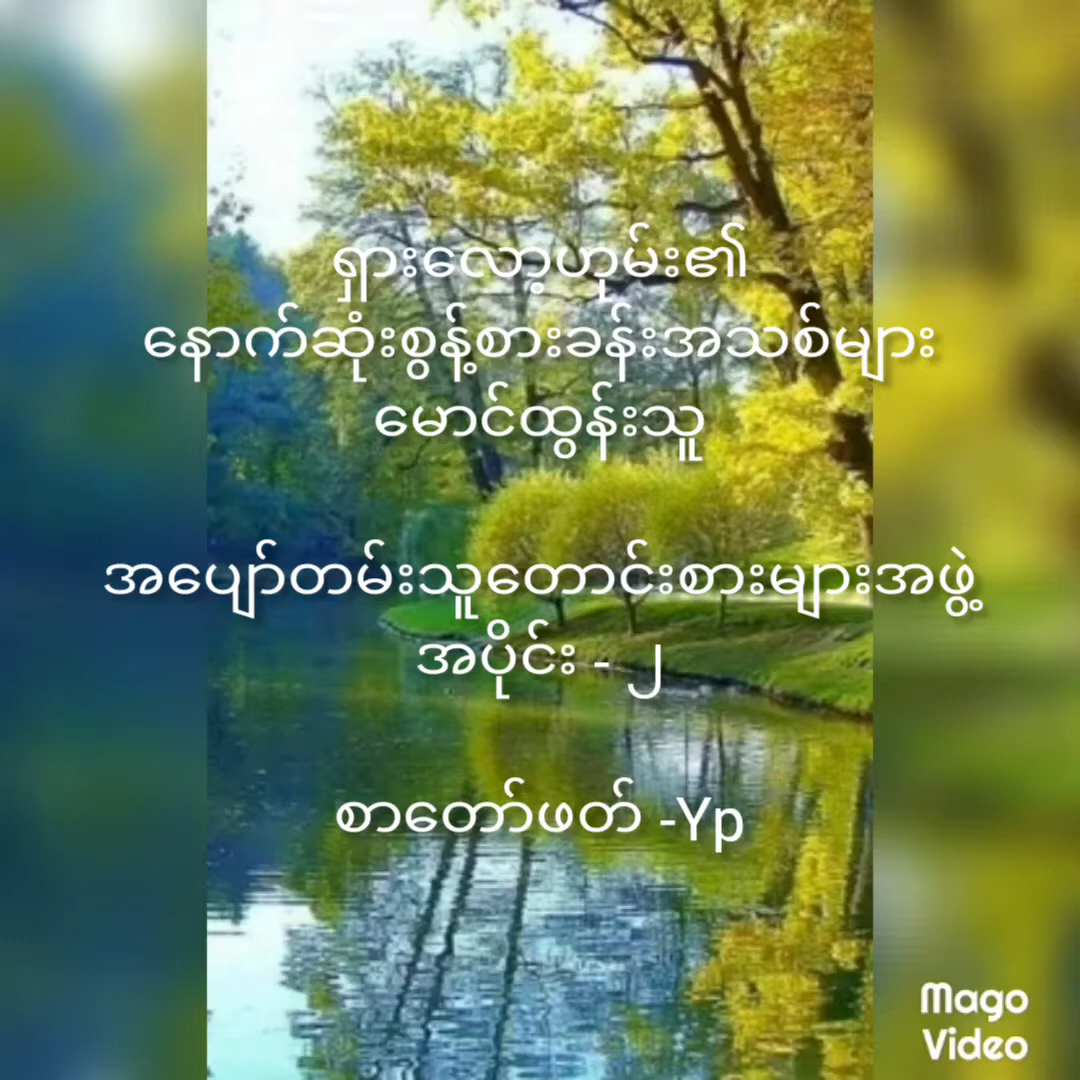 ရှားလော့ဟုမ်း၏
နောက်ဆုံးစွန့်စားခန်းအသစ်များ
မောင်ထွန်းသူ
အပျော်တမ်းသူတောင်းစားများအဖွဲ့
အပိုင်း - ၂
စာတော်ဖတ် -Yp
Mago
Video